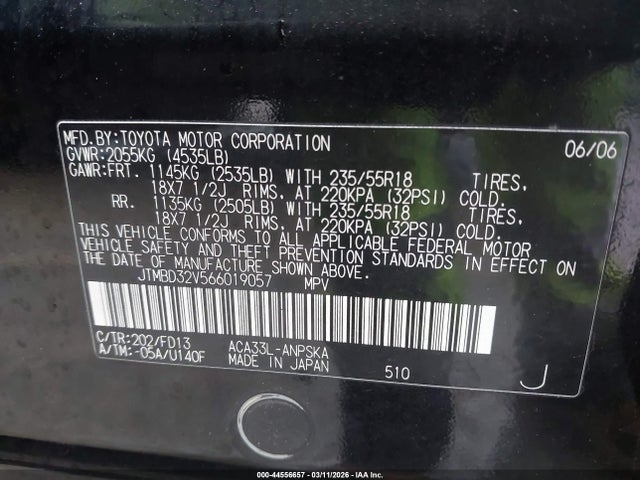 MFD.BY:TOYOTA MOTOR CORPORATION 06/06
GVWR:2055KG (4535LB)
GAWR:FRT. 1145KG (2535LB) WITH 235/55R18 TIRES,
18X7 1/2J RIMS, AT 220KPA (32PSI) COLD.
RR. 1135KG (2505LB) WITH 235/55R18 TIRES,
18X7 1/2J RIMS, AT 220KPA (32PSI) COLD.
THIS VEHICLE CONFORMS TO ALL APPLICABLE FEDERAL MOTOR
VEHICLE SAFETY AND THEFT PREVENTION STANDARDS IN EFFECT ON
THE DATE OF MANUFACTURE SHOWN ABOVE.
JTMBD32V566019057 MPV
C/TR:202/FD13 ACA33L-ANPSKA
A/TM:-05A/U140F MADE IN JAPAN 510 J
000-44556657 - 03/11/2026 - IAA Inc.